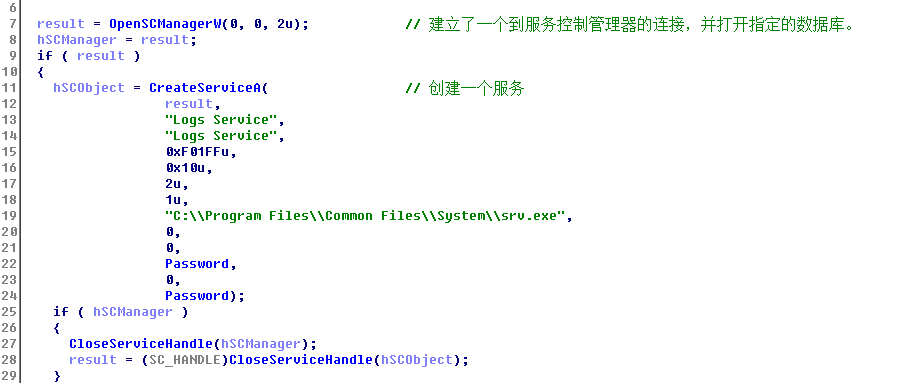 6
7 result = OpenSCManagerW(0, 0, 2u); // 建立了一个到服务控制管理器的连接，并打开指定的数据库。
8 hSCManager = result;
9 if ( result )
10 {
11 hSCObject = CreateServiceA( // 创建一个服务
12 result,
13 "Logs Service",
14 "Logs Service",
15 0xF01FFu,
16 0x10u,
17 2u,
18 1u,
19 "C:\\Program Files\\Common Files\\System\\srv.exe",
20 0,
21 0,
22 Password,
23 0,
24 Password);
25 if ( hSCManager )
26 {
27 CloseServiceHandle(hSCManager);
28 result = (SC_HANDLE)CloseServiceHandle(hSCObject);
29 }